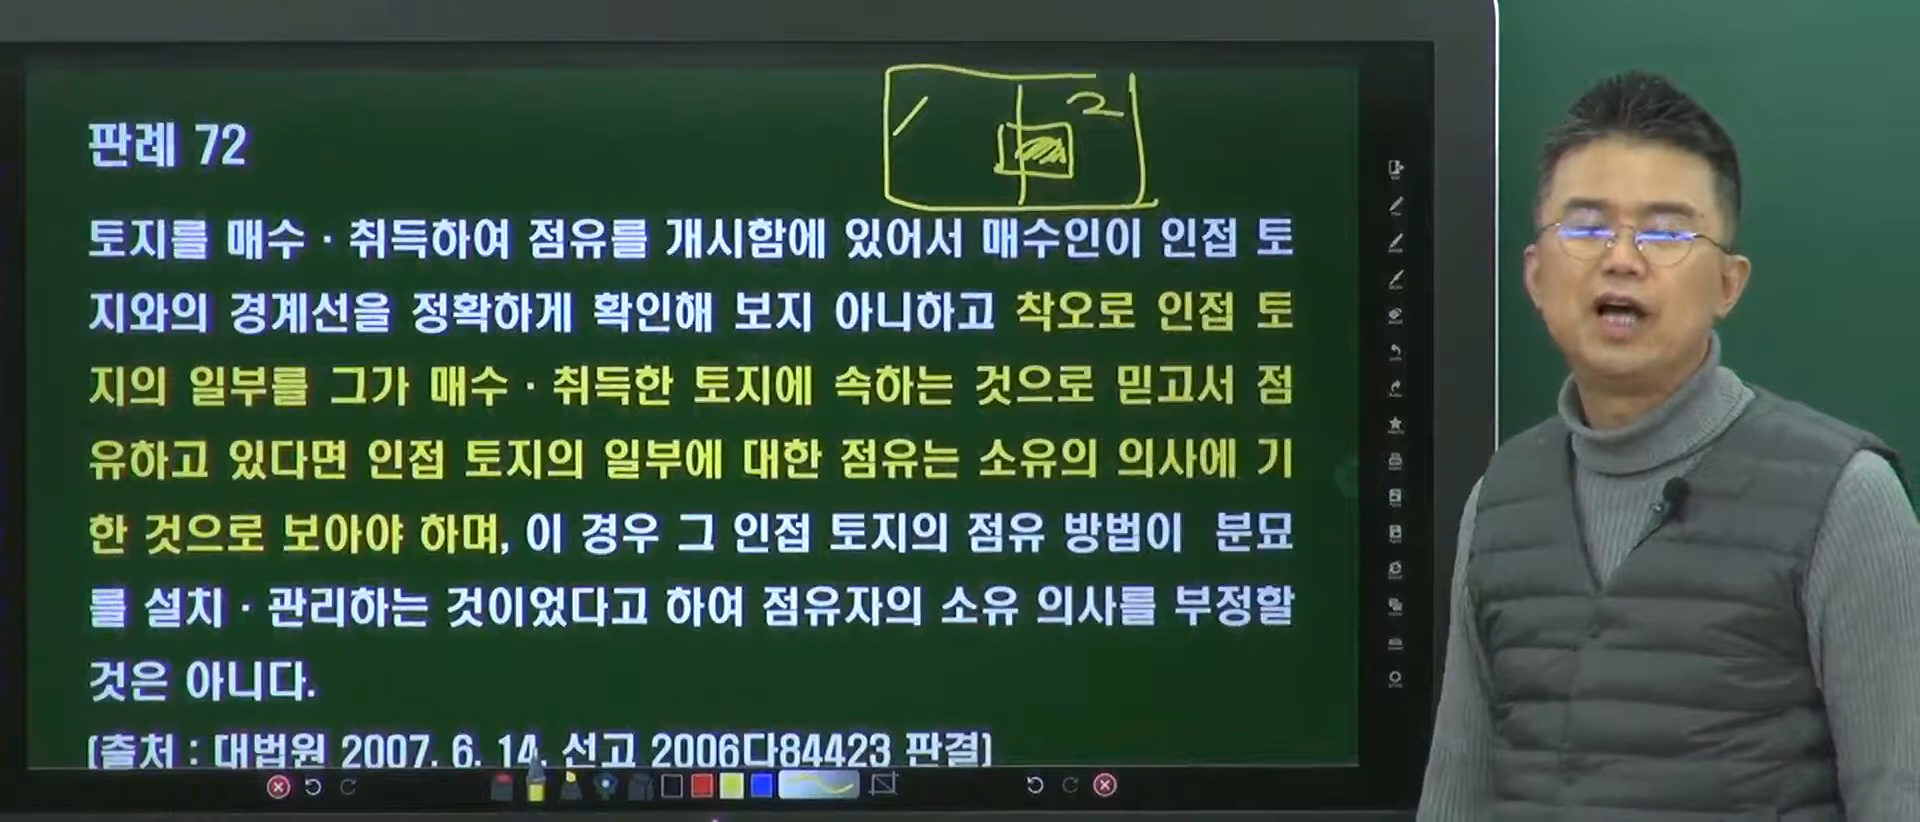 판례 72
1
2
토지를 매수·취득하여 점유를 개시함에 있어서 매수인이 인접 토
지와의 경계선을 정확하게 확인해 보지 아니하고 착오로 인접 토
지의 일부를 그가 매수·취득한 토지에 속하는 것으로 믿고서 점
유하고 있다면 인접 토지의 일부에 대한 점유는 소유의 의사에 기
한 것으로 보아야 하며, 이 경우 그 인접 토지의 점유 방법이 분묘
를 설치·관리하는 것이었다고 하여 점유자의 소유 의사를 부정할
것은 아니다.
(출처 : 대법원 2007. 6. 14. 선고 2006다84423 판결)